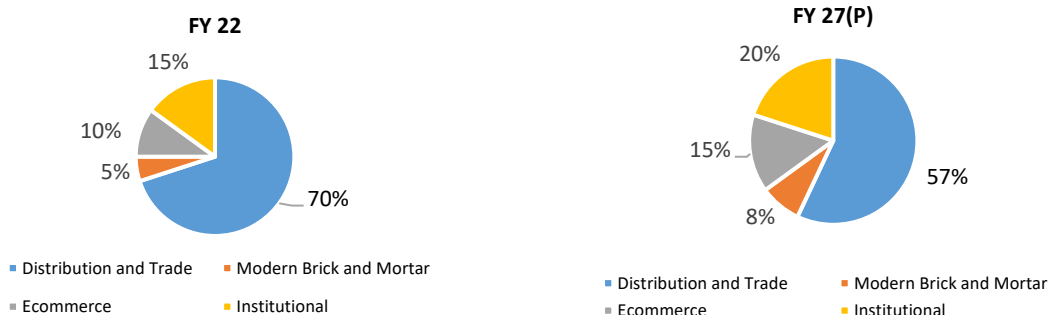 FY 22
15%
10%
5%
70%
Distribution and Trade
Modern Brick and Mortar
Ecommerce
Institutional
FY 27(P)
20%
15%
57%
8%
Distribution and Trade
Modern Brick and Mortar
Ecommerce
Institutional